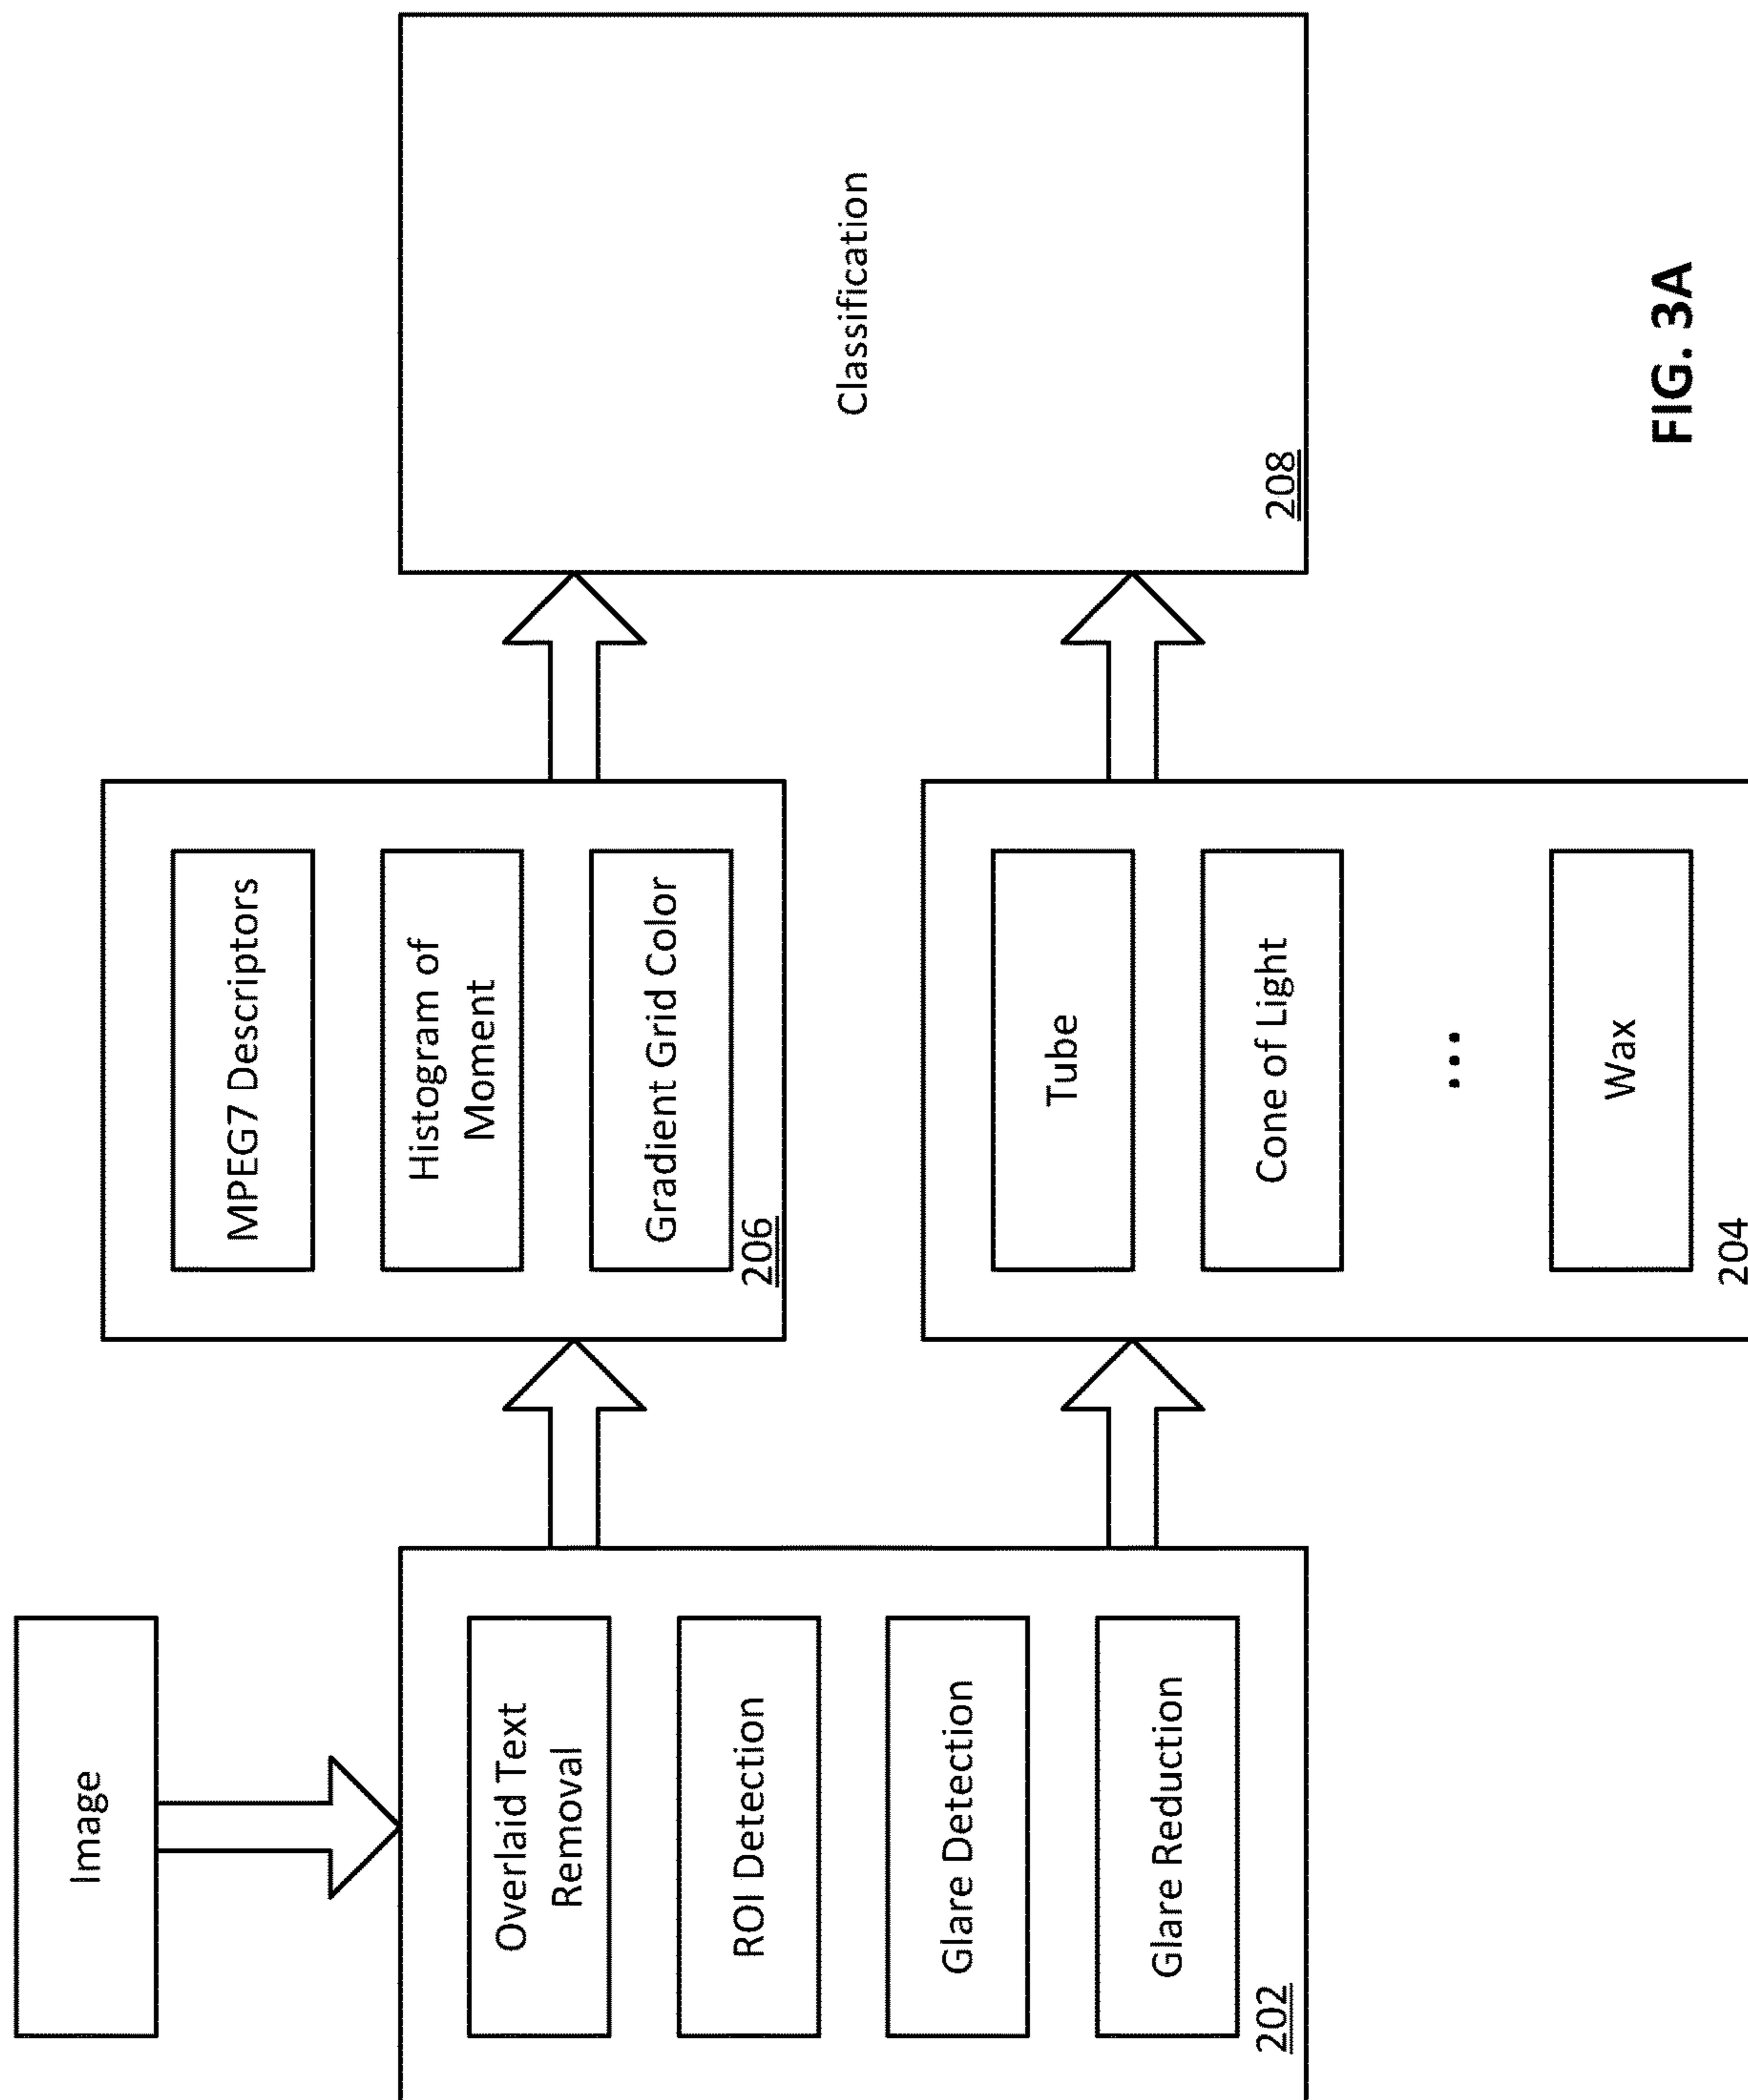 Image
Overlaid Text
Removal
ROI Detection
Glare Detection
Glare Reduction
202
MPEG7 Descriptors
Histogram of
Moment
Gradient Grid Color
206
Tube
Cone of Light
...
Wax
204
Classification
208
FIG. 3A